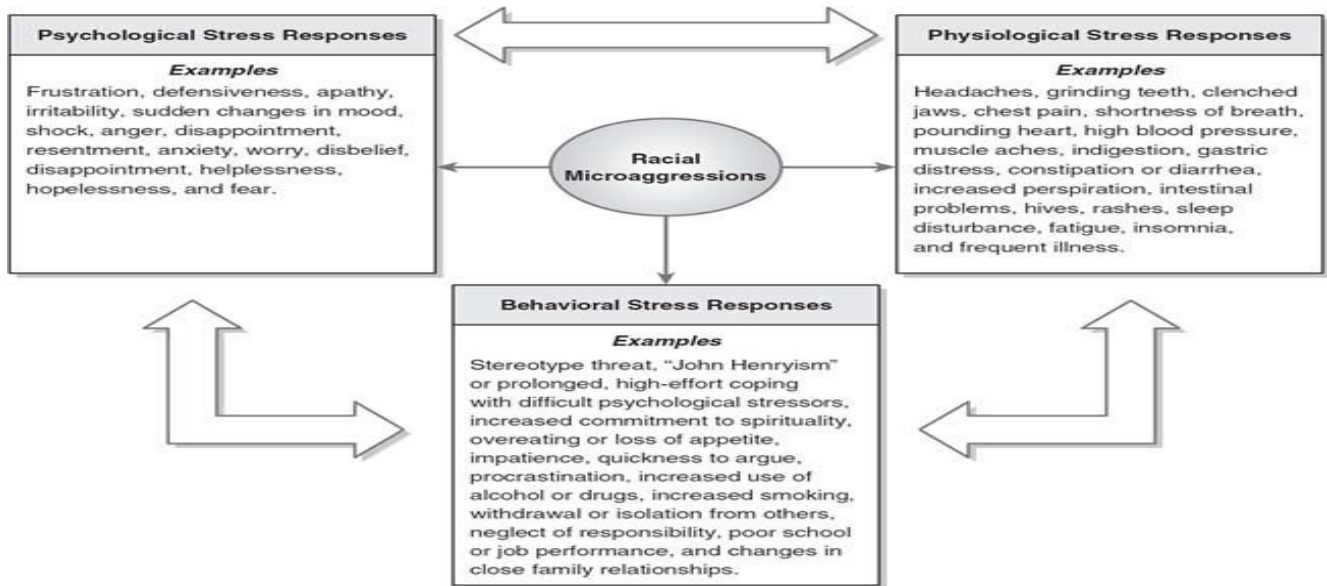 Psychological Stress Responses
Examples
Frustration, defensiveness, apathy,
irritability, sudden changes in mood,
shock, anger, disappointment,
resentment, anxiety, worry, disbelief,
disappointment, helplessness,
hopelessness, and fear.
Physiological Stress Responses
Examples
Headaches, grinding teeth, clenched
jaws, chest pain, shortness of breath,
pounding heart, high blood pressure,
muscle aches, indigestion, gastric
distress, constipation or diarrhea,
increased perspiration, intestinal
problems, hives, rashes, sleep
disturbance, fatigue, insomnia,
and frequent illness.
Racial
Microaggressions
Behavioral Stress Responses
Examples
Stereotype threat, “John Henryism”
or prolonged, high-effort coping
with difficult psychological stressors,
increased commitment to spirituality,
overeating or loss of appetite,
impatience, quickness to argue,
procrastination, increased use of
alcohol or drugs, increased smoking,
withdrawal or isolation from others,
neglect of responsibility, poor school
or job performance, and changes in
close family relationships.